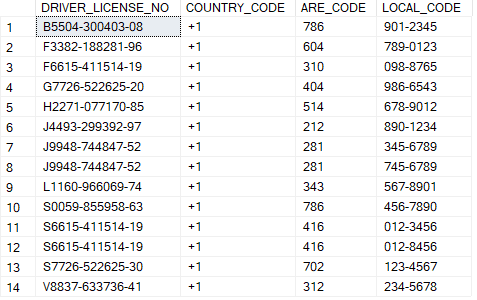 DRIVER_LICENSE_NO COUNTRY_CODE ARE_CODE LOCAL_CODE
1 B5504-300403-08 +1 786 901-2345
2 F3382-188281-96 +1 604 789-0123
3 F6615-411514-19 +1 310 098-8765
4 G7726-522625-20 +1 404 986-6543
5 H2271-077170-85 +1 514 678-9012
6 J4493-299392-97 +1 212 890-1234
7 J9948-744847-52 +1 281 345-6789
8 J9948-744847-52 +1 281 745-6789
9 L1160-966069-74 +1 343 567-8901
10 S0059-855958-63 +1 786 456-7890
11 S6615-411514-19 +1 416 012-3456
12 S6615-411514-19 +1 416 012-8456
13 S7726-522625-30 +1 702 123-4567
14 V8837-633736-41 +1 312 234-5678